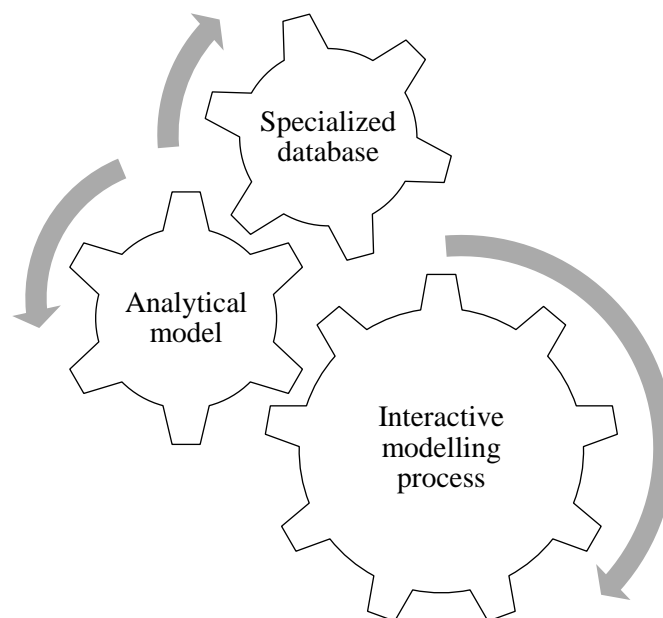 Specialized
database
Analytical
model
Interactive
modelling
process